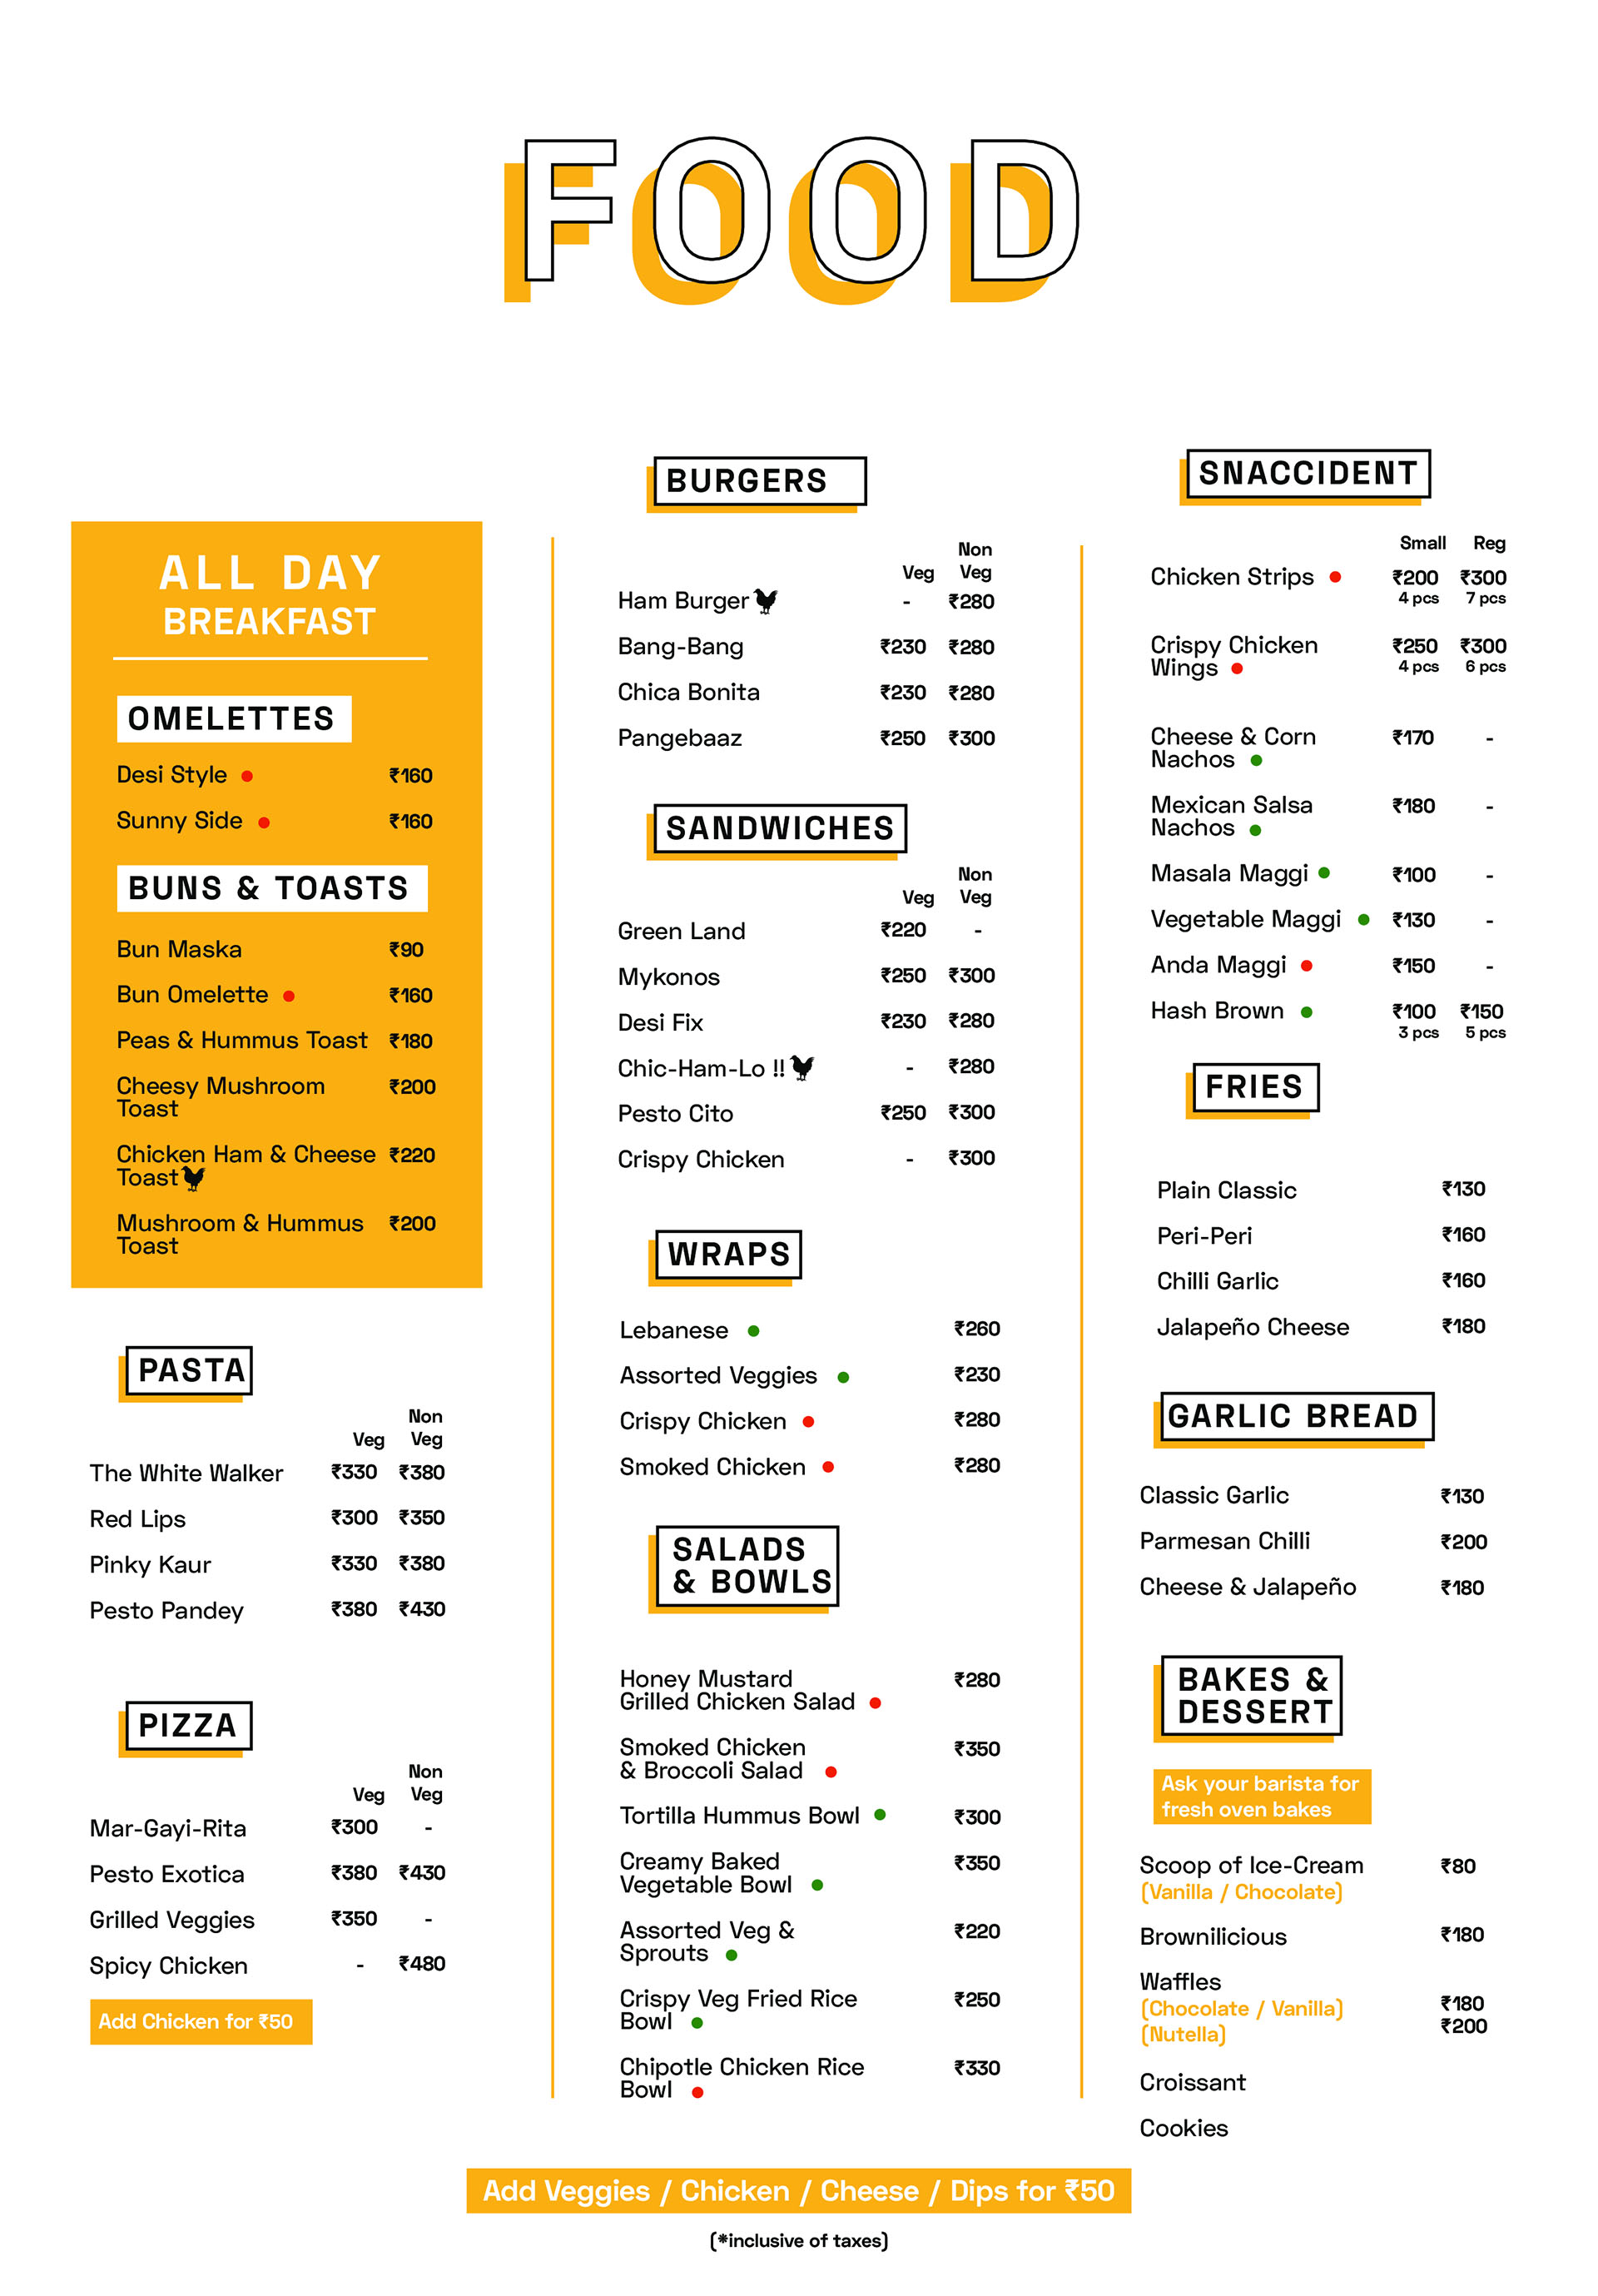 FOOD
ALL DAY
BREAKFAST
OMELETTES
Desi Style ₹160
Sunny Side ₹160
BUNS & TOASTS
Bun Maska ₹90
Bun Omelette ₹160
Peas & Hummus Toast ₹180
Cheesy Mushroom ₹200
Toast
Chicken Ham & Cheese ₹220
Toast
Mushroom & Hummus ₹200
Toast
PASTA
Non
Veg Veg
The White Walker ₹330 ₹380
Red Lips ₹300 ₹350
Pinky Kaur ₹330 ₹380
Pesto Pandey ₹380 ₹430
PIZZA
Non
Veg Veg
Mar-Gayi-Rita ₹300 -
Pesto Exotica ₹380 ₹430
Grilled Veggies ₹350 -
Spicy Chicken - ₹480
Add Chicken for ₹50
BURGERS
Non
Veg Veg
Ham Burger - ₹280
Bang-Bang ₹230 ₹280
Chica Bonita ₹230 ₹280
Pangebaaz ₹250 ₹300
SANDWICHES
Non
Veg Veg
Green Land ₹220 -
Mykonos ₹250 ₹300
Desi Fix ₹230 ₹280
Chic-Ham-Lo !! - ₹280
Pesto Cito ₹250 ₹300
Crispy Chicken - ₹300
WRAPS
Lebanese ₹260
Assorted Veggies ₹230
Crispy Chicken ₹280
Smoked Chicken ₹280
SALADS
& BOWLS
Honey Mustard ₹280
Grilled Chicken Salad
Smoked Chicken ₹350
& Broccoli Salad
Tortilla Hummus Bowl ₹300
Creamy Baked ₹350
Vegetable Bowl
Assorted Veg & ₹220
Sprouts
Crispy Veg Fried Rice ₹250
Bowl
Chipotle Chicken Rice ₹330
Bowl
SNACCIDENT
Small Reg
Chicken Strips ₹200 ₹300
4 pcs 7 pcs
Crispy Chicken ₹250 ₹300
Wings 4 pcs 6 pcs
Cheese & Corn ₹170 -
Nachos
Mexican Salsa ₹180 -
Nachos
Masala Maggi ₹100 -
Vegetable Maggi ₹130 -
Anda Maggi ₹150 -
Hash Brown ₹100 ₹150
3 pcs 5 pcs
FRIES
Plain Classic ₹130
Peri-Peri ₹160
Chilli Garlic ₹160
Jalapeño Cheese ₹180
GARLIC BREAD
Classic Garlic ₹130
Parmesan Chilli ₹200
Cheese & Jalapeño ₹180
BAKES &
DESSERT
Ask your barista for
fresh oven bakes
Scoop of Ice-Cream ₹80
(Vanilla / Chocolate)
Brownilicious ₹180
Waffles
(Chocolate / Vanilla) ₹180
(Nutella) ₹200
Croissant
Cookies
Add Veggies / Chicken / Cheese / Dips for ₹50
(*inclusive of taxes)